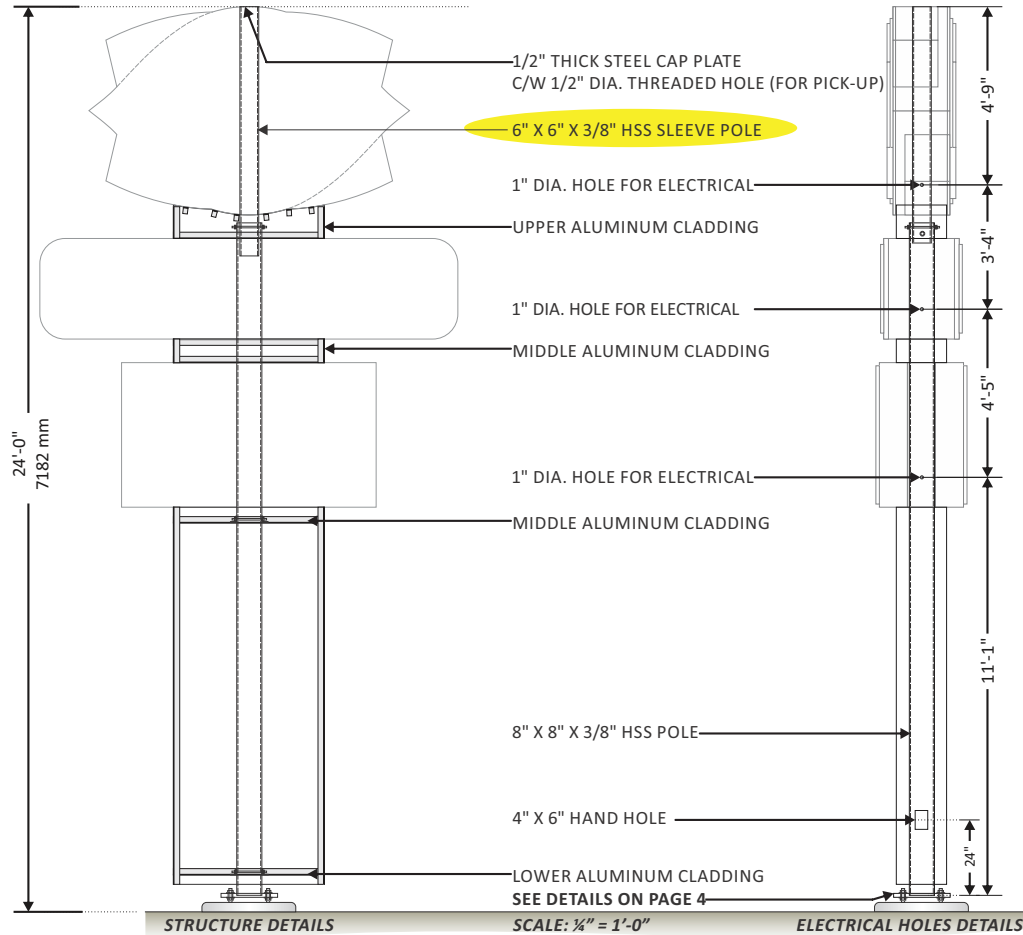 1/2" THICK STEEL CAP PLATE
C/W 1/2" DIA. THREADED HOLE (FOR PICK-UP)
4'-9"
6" X 6" X 3/8" HSS SLEEVE POLE
1" DIA. HOLE FOR ELECTRICAL
UPPER ALUMINUM CLADDING
3'-4"
1" DIA. HOLE FOR ELECTRICAL
MIDDLE ALUMINUM CLADDING
4'-5"
24'-0"
7182 mm
1" DIA. HOLE FOR ELECTRICAL
MIDDLE ALUMINUM CLADDING
11'-1"
8" X 8" X 3/8" HSS POLE
4" X 6" HAND HOLE
24"
LOWER ALUMINUM CLADDING
SEE DETAILS ON PAGE 4
STRUCTURE DETAILS
SCALE: ¼” = 1’-0”
ELECTRICAL HOLES DETAILS